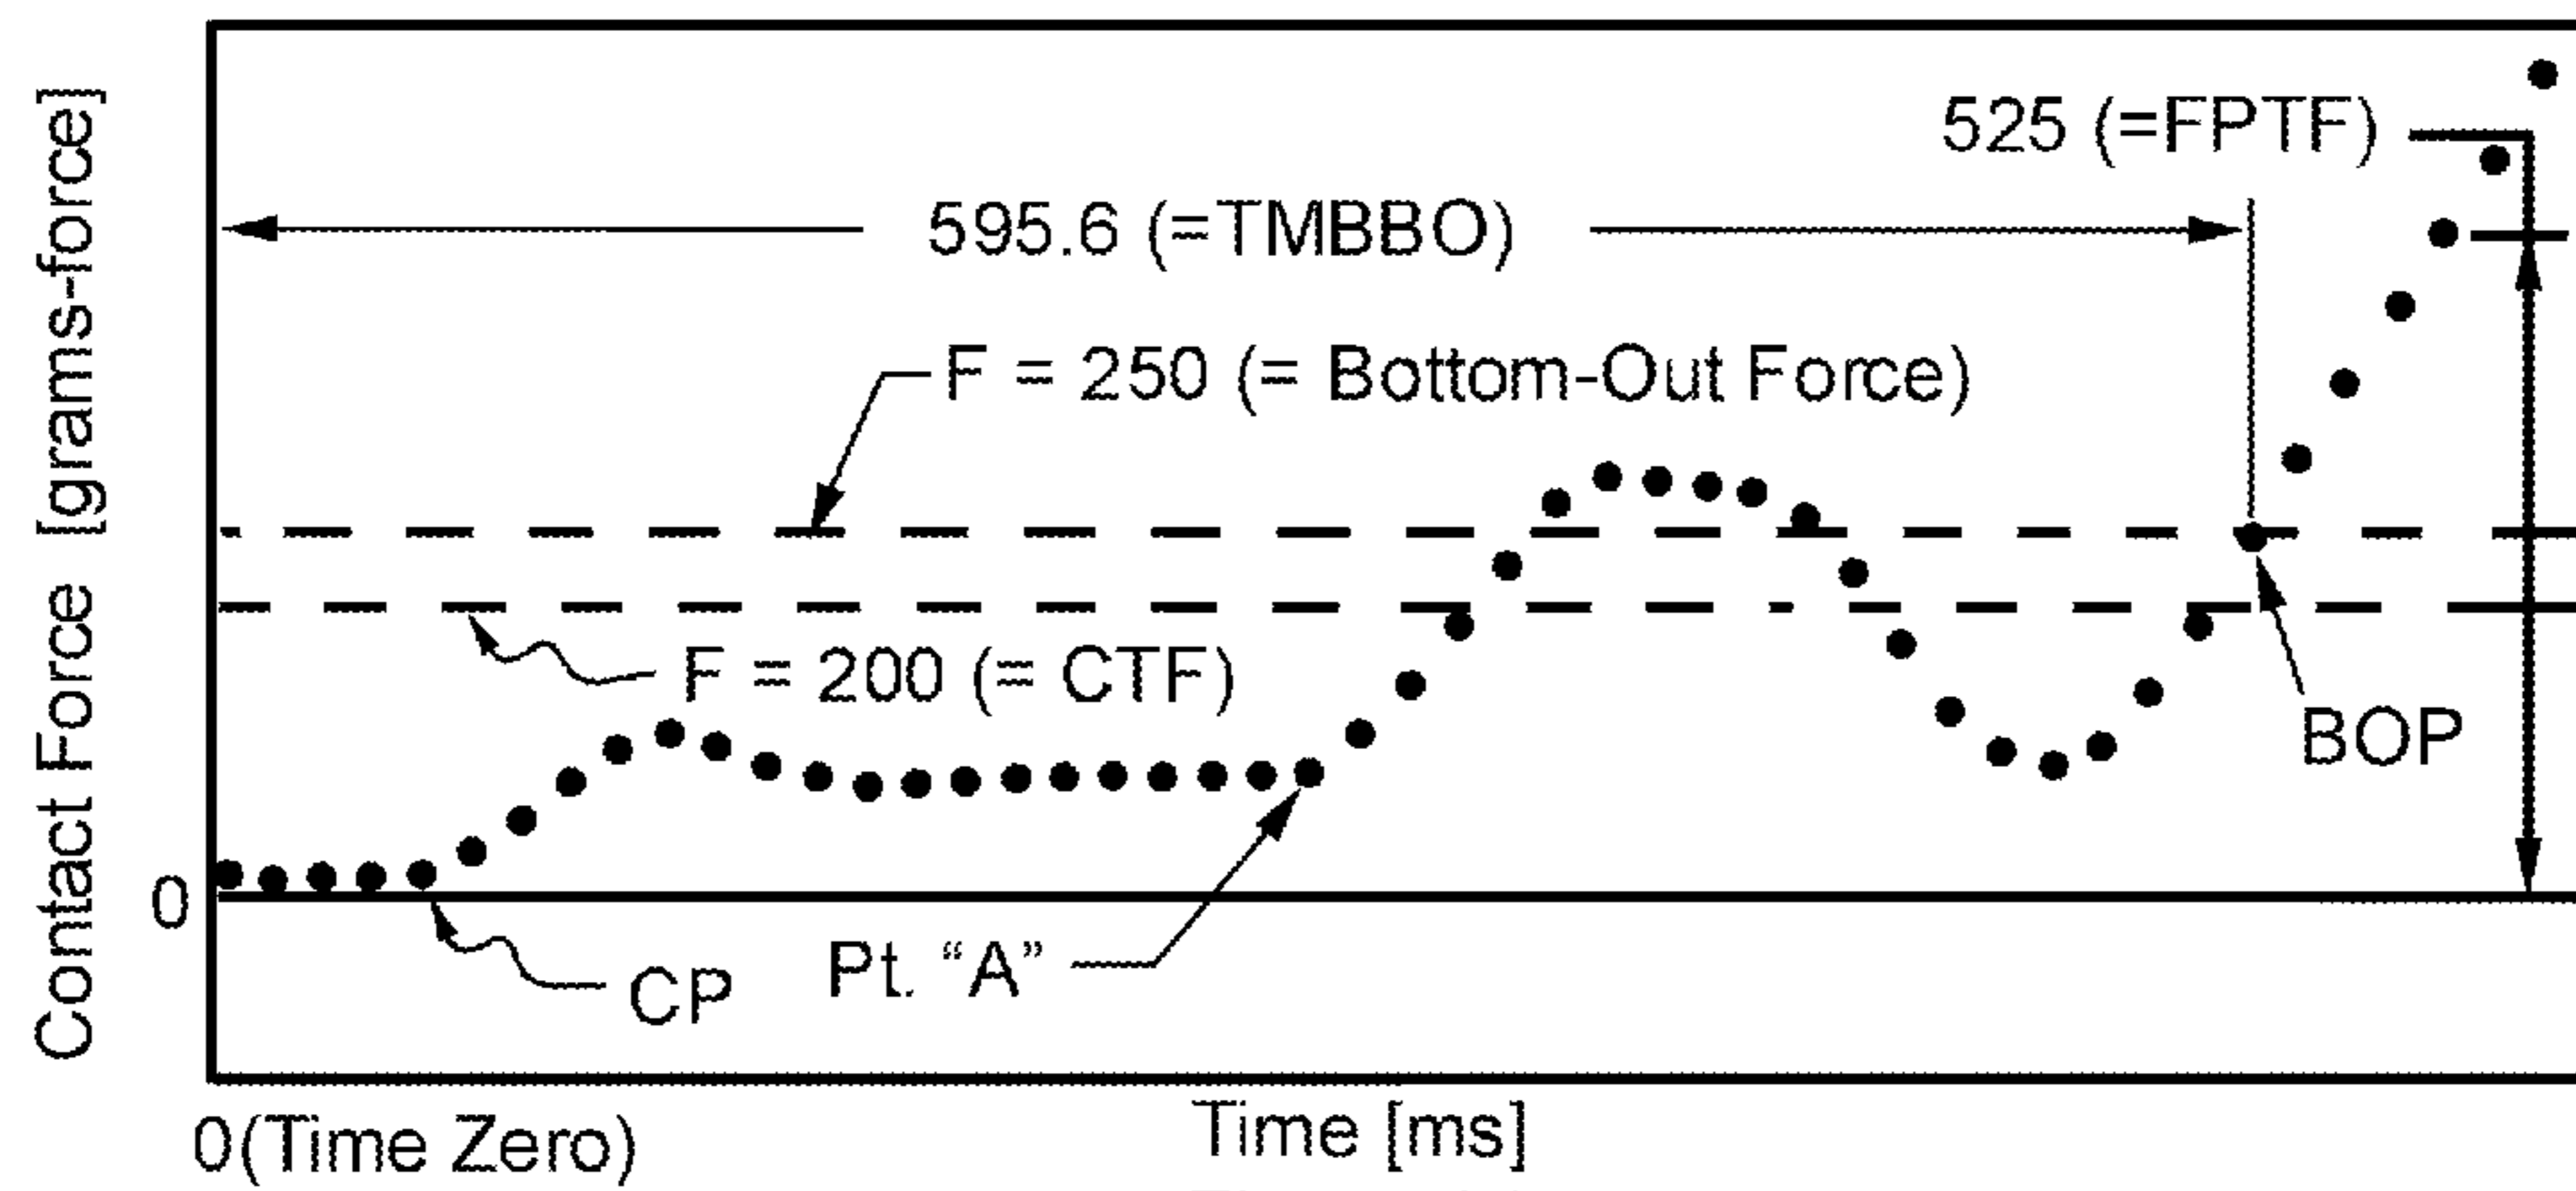 Contact Force [grams-force]
525 (=FPTF)
595.6 (=TMBBO)
F = 250 (= Bottom-Out Force)
F = 200 (= CTF)
BOP
0
Pt. “A”
CP
0(Time Zero)
Time [ms]